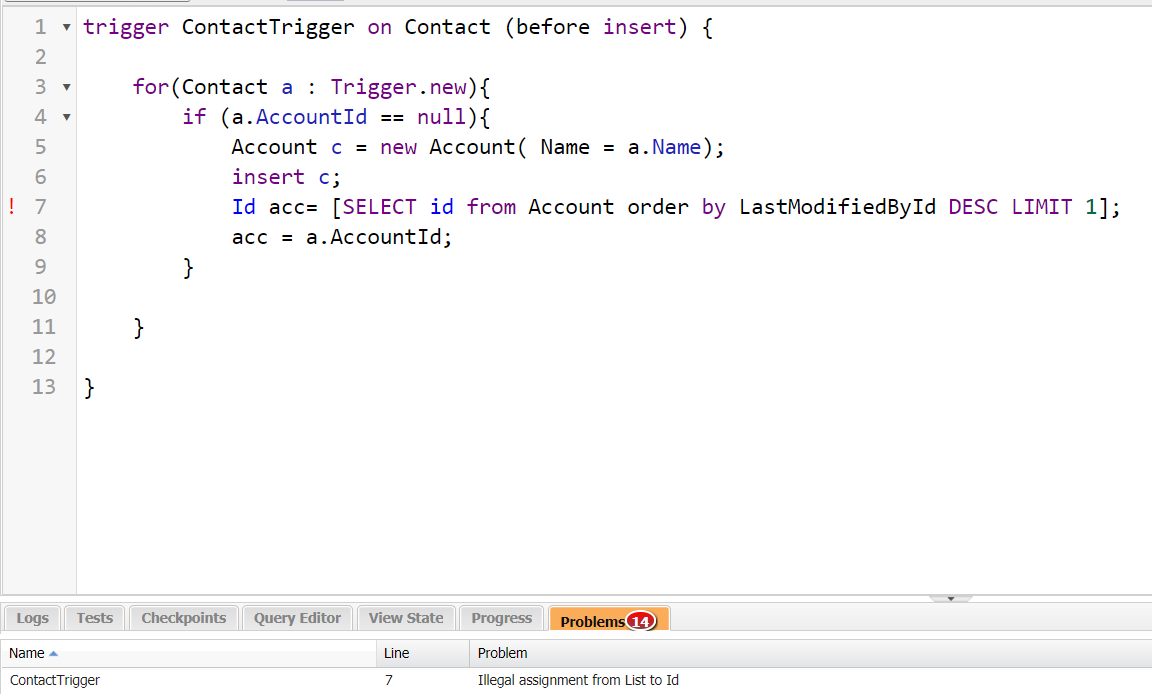 1 trigger ContactTrigger on Contact (before insert) {
2
3 for(Contact a : Trigger.new){
4 if (a.AccountId == null){
5 Account c = new Account( Name = a.Name);
6 insert c;
! 7 Id acc= [SELECT id from Account order by LastModifiedById DESC LIMIT 1];
8 acc = a.AccountId;
9 }
10
11 }
12
13 }
Logs Tests Checkpoints Query Editor View State Progress Problems 14
Name Line Problem
ContactTrigger 7 Illegal assignment from List to Id